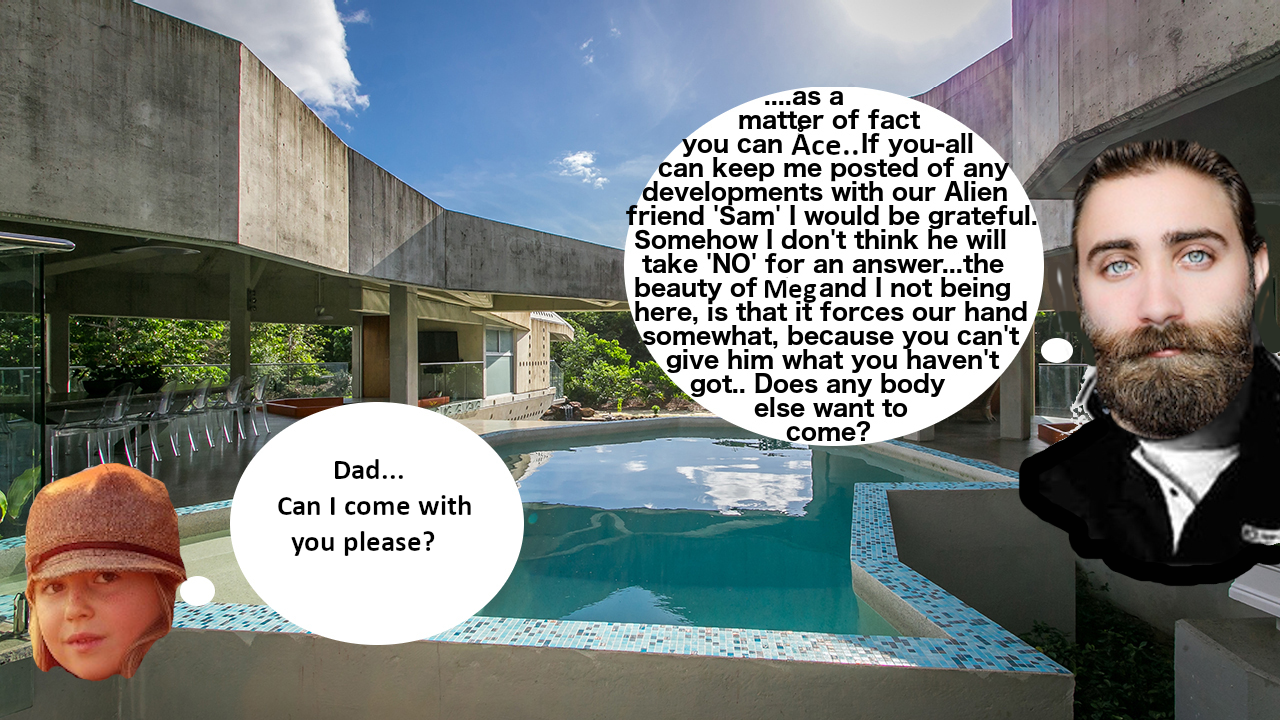 Dad...
Can I come with
you please?
....as a
matter of fact
you can Ace..If you-all
can keep me posted of any
developments with our Alien
friend 'Sam' I would be grateful.
Somehow I don't think he will
take 'NO' for an answer...the
beauty of Meg and I not being
here, is that it forces our hand
somewhat, because you can't
give him what you haven't
got.. Does any body
else want to
come?